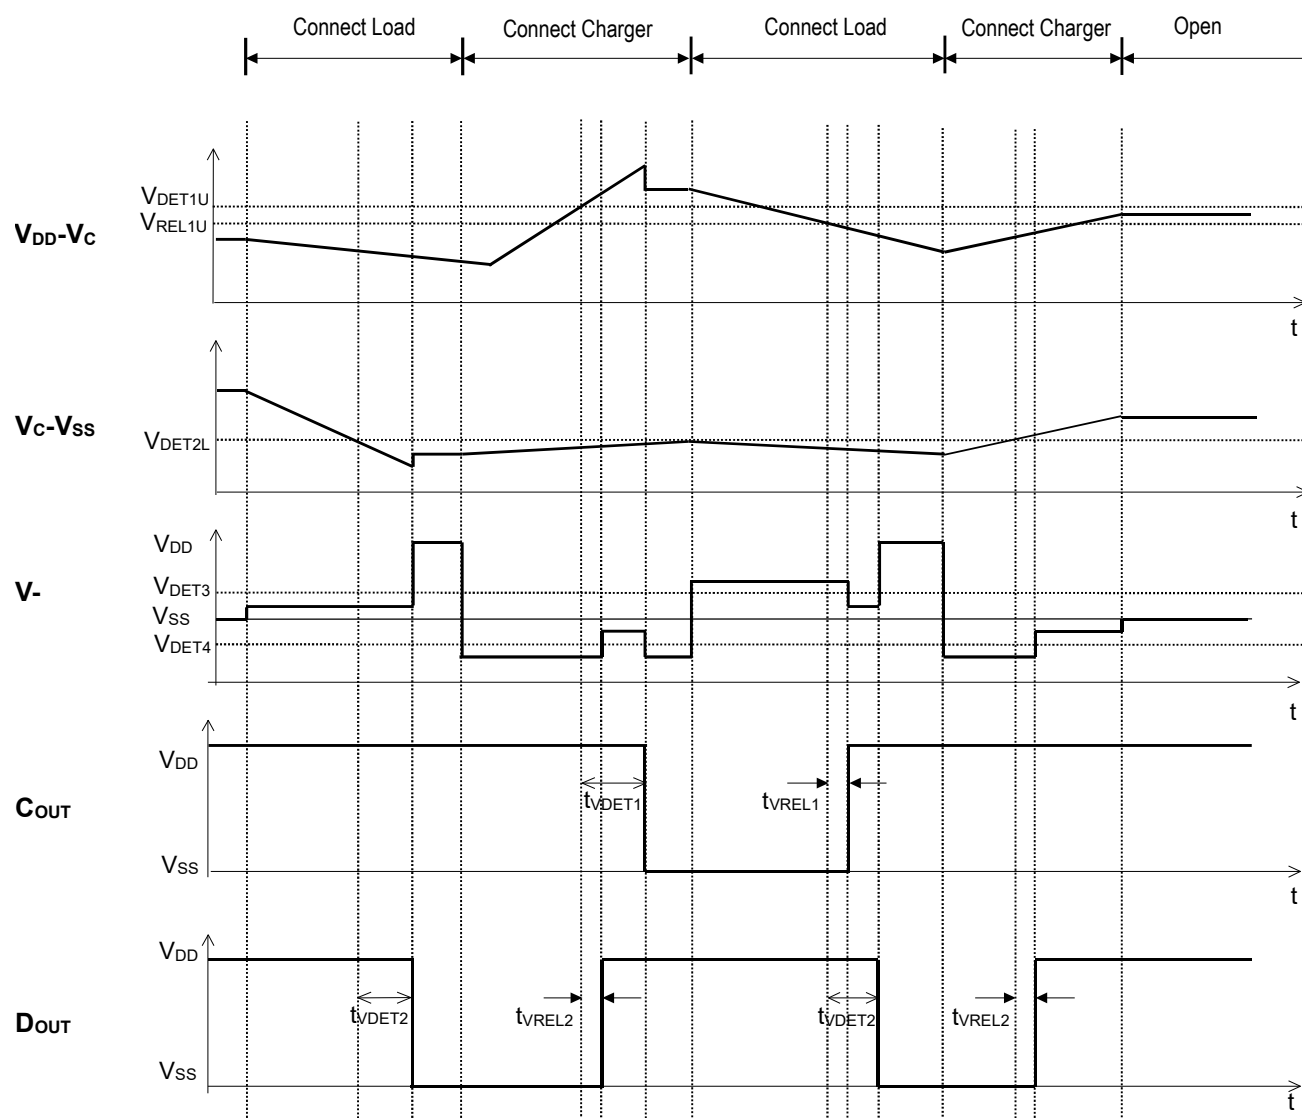 Connect Load
Connect Charger
Connect Load
Connect Charger
Open
VDET1U
VREL1U
VDD-VC
t
VC-VSS
VDET2L
t
VDD
V-
VDET3
VSS
VDET4
t
VDD
COUT
tVDET1
tVREL1
VSS
t
VDD
DOUT
tVDET2
tVREL2
tVDET2
tVREL2
VSS
t